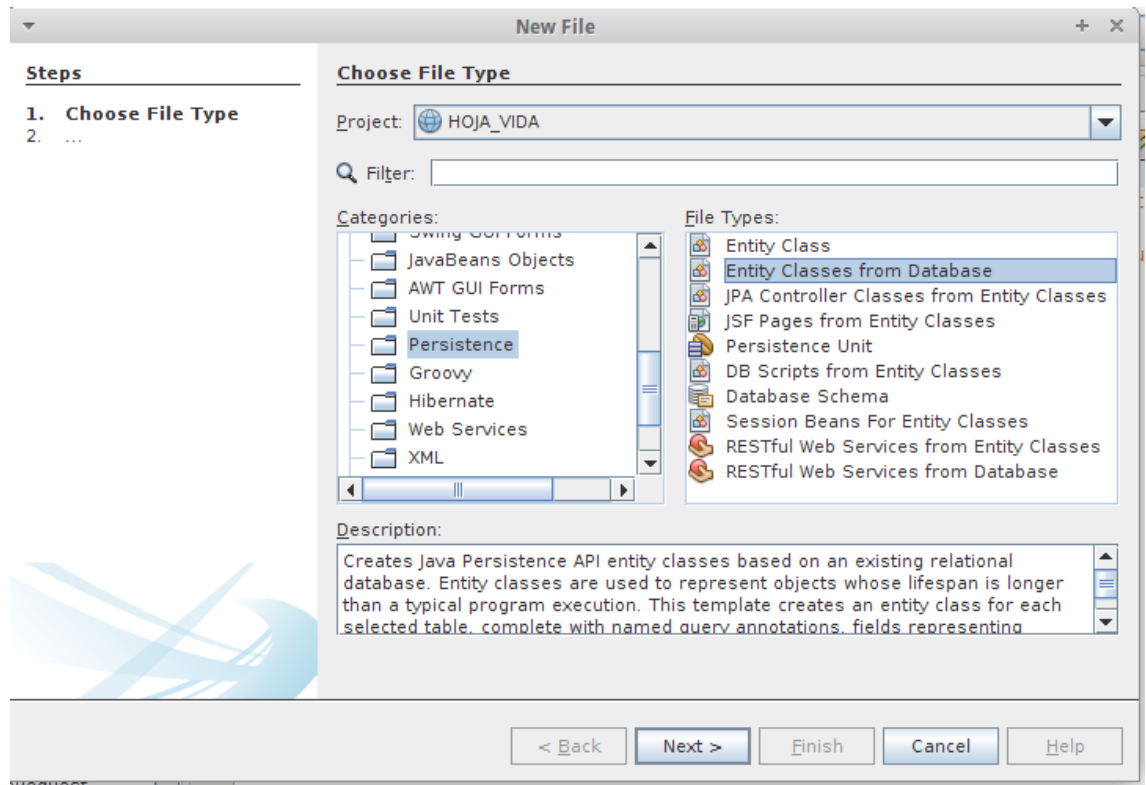 New File
Steps
1. Choose File Type
2. ...
Choose File Type
Project: HOJA_VIDA
Filter:
Categories:
Swing GUI Forms
JavaBeans Objects
AWT GUI Forms
Unit Tests
Persistence
Groovy
Hibernate
Web Services
XML
File Types:
Entity Class
Entity Classes from Database
JPA Controller Classes from Entity Classes
JSF Pages from Entity Classes
Persistence Unit
DB Scripts from Entity Classes
Database Schema
Session Beans For Entity Classes
RESTful Web Services from Entity Classes
RESTful Web Services from Database
Description:
Creates Java Persistence API entity classes based on an existing relational
database. Entity classes are used to represent objects whose lifespan is longer
than a typical program execution. This template creates an entity class for each
selected table, complete with named query annotations, fields representing
< Back Next > Finish Cancel Help